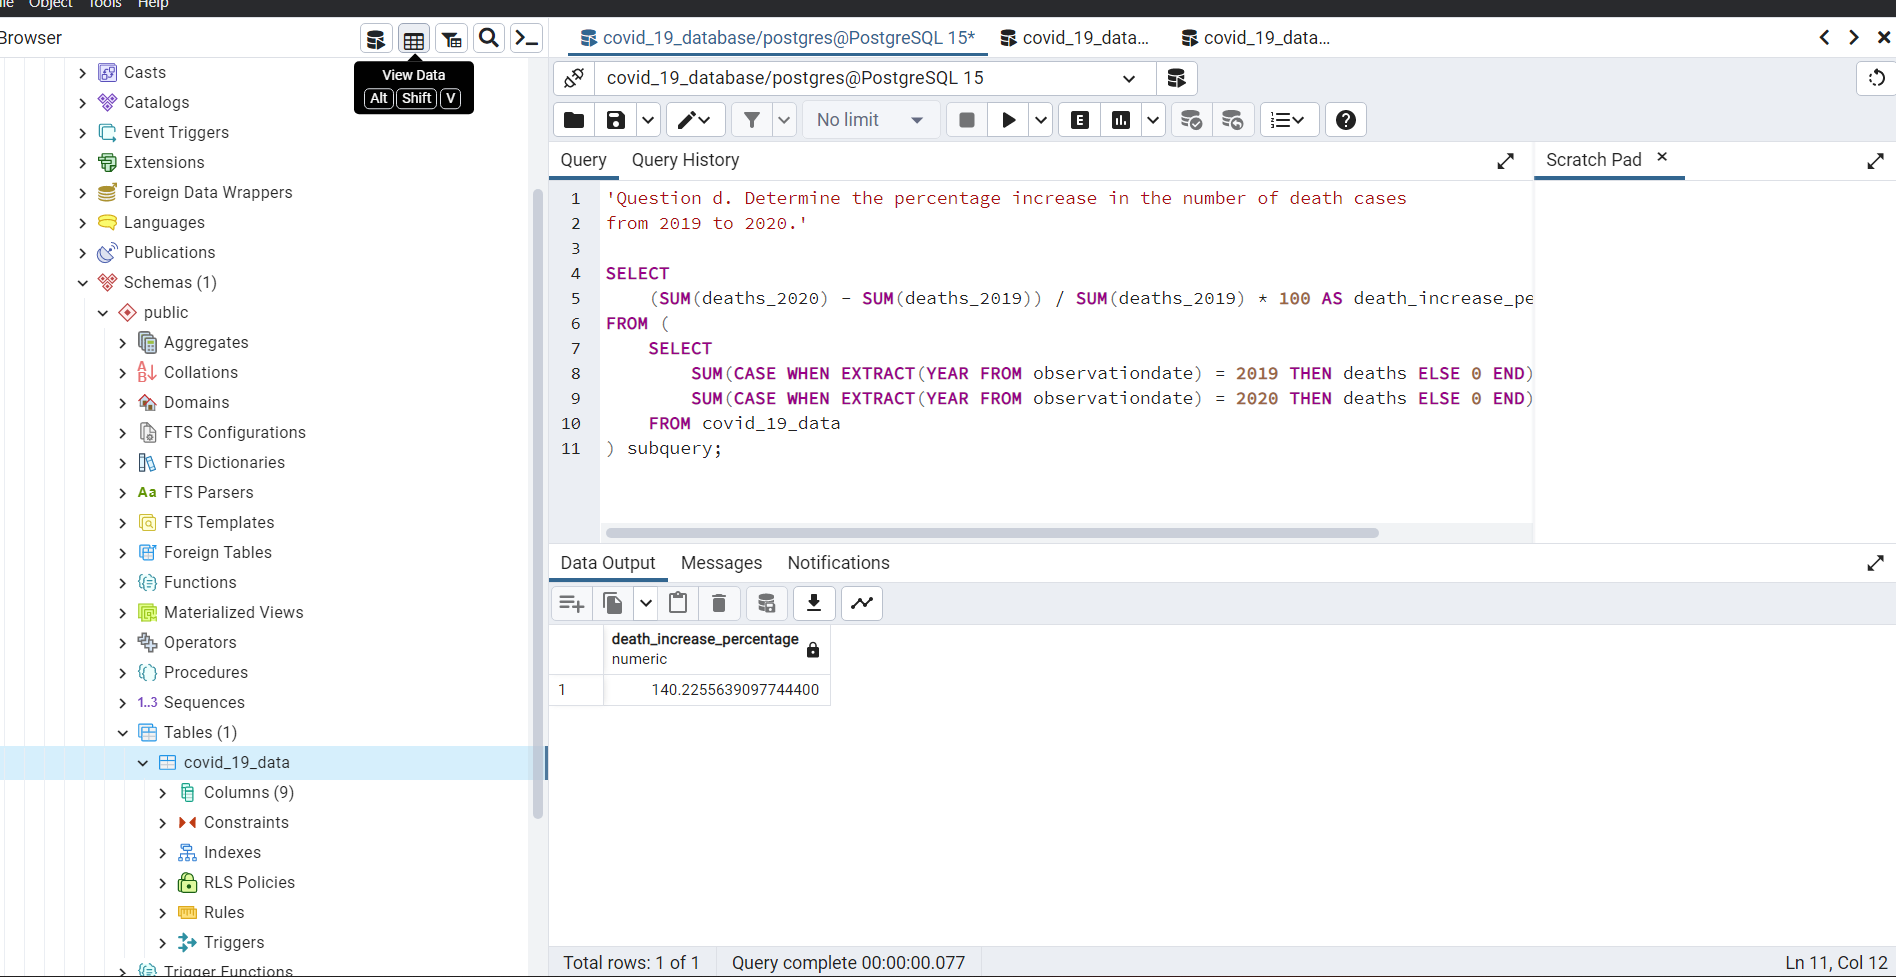 Object Tools Help
Browser
covid_19_database/postgres@PostgreSQL 15*
covid_19_data...
covid_19_data...
View Data
Alt Shift V
covid_19_database/postgres@PostgreSQL 15
No limit
E
Query
Query History
Scratch Pad
Casts
Catalogs
Event Triggers
Extensions
Foreign Data Wrappers
Languages
Publications
Schemas (1)
public
Aggregates
Collations
Domains
FTS Configurations
FTS Dictionaries
Aa FTS Parsers
FTS Templates
Foreign Tables
Functions
Materialized Views
Operators
Procedures
1..3 Sequences
Tables (1)
covid_19_data
Columns (9)
Constraints
Indexes
RLS Policies
Rules
Triggers
Trigger Functions
1 'Question d. Determine the percentage increase in the number of death cases
2 from 2019 to 2020.'
3
4 SELECT
5 (SUM(deaths_2020) - SUM(deaths_2019)) / SUM(deaths_2019) * 100 AS death_increase_pe
6 FROM (
7 SELECT
8 SUM(CASE WHEN EXTRACT(YEAR FROM observationdate) = 2019 THEN deaths ELSE 0 END)
9 SUM(CASE WHEN EXTRACT(YEAR FROM observationdate) = 2020 THEN deaths ELSE 0 END)
10 FROM covid_19_data
11 ) subquery;
Data Output
Messages
Notifications
death_increase_percentage
numeric
1 140.2255639097744400
Total rows: 1 of 1
Query complete 00:00:00.077
Ln 11, Col 12